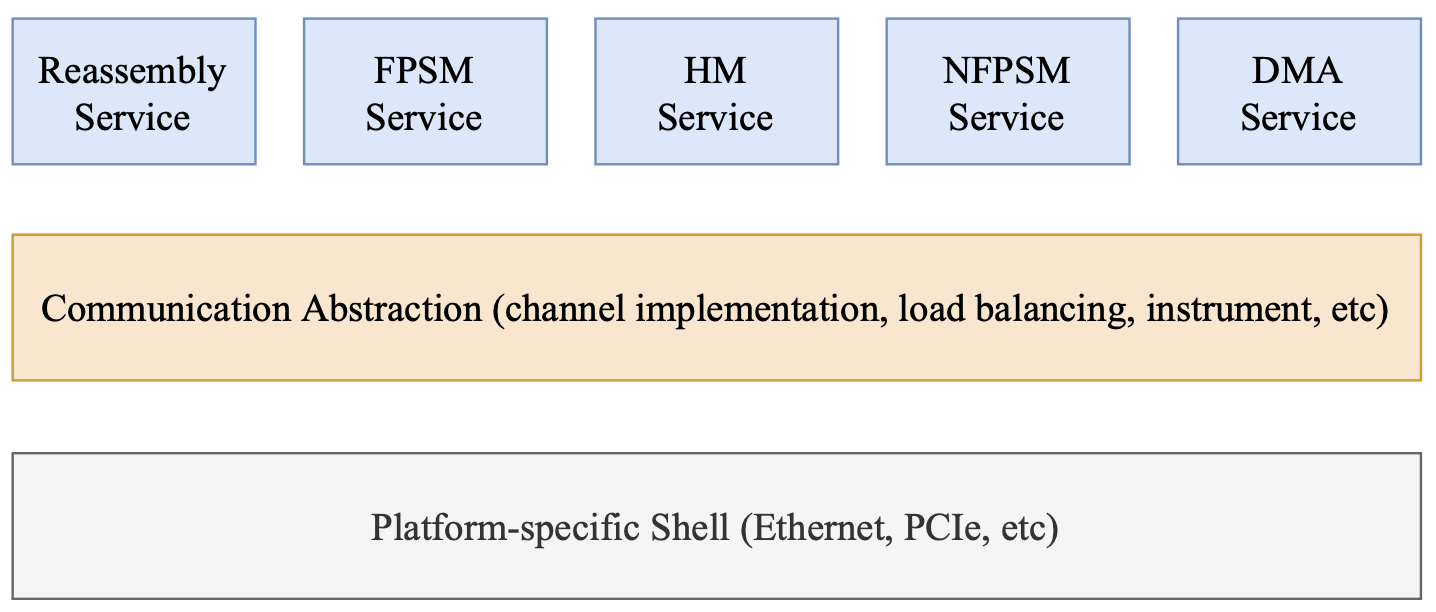 Reassembly
Service
FPSM
Service
HM
Service
NFPSM
Service
DMA
Service
Communication Abstraction (channel implementation, load balancing, instrument, etc)
Platform-specific Shell (Ethernet, PCIe, etc)